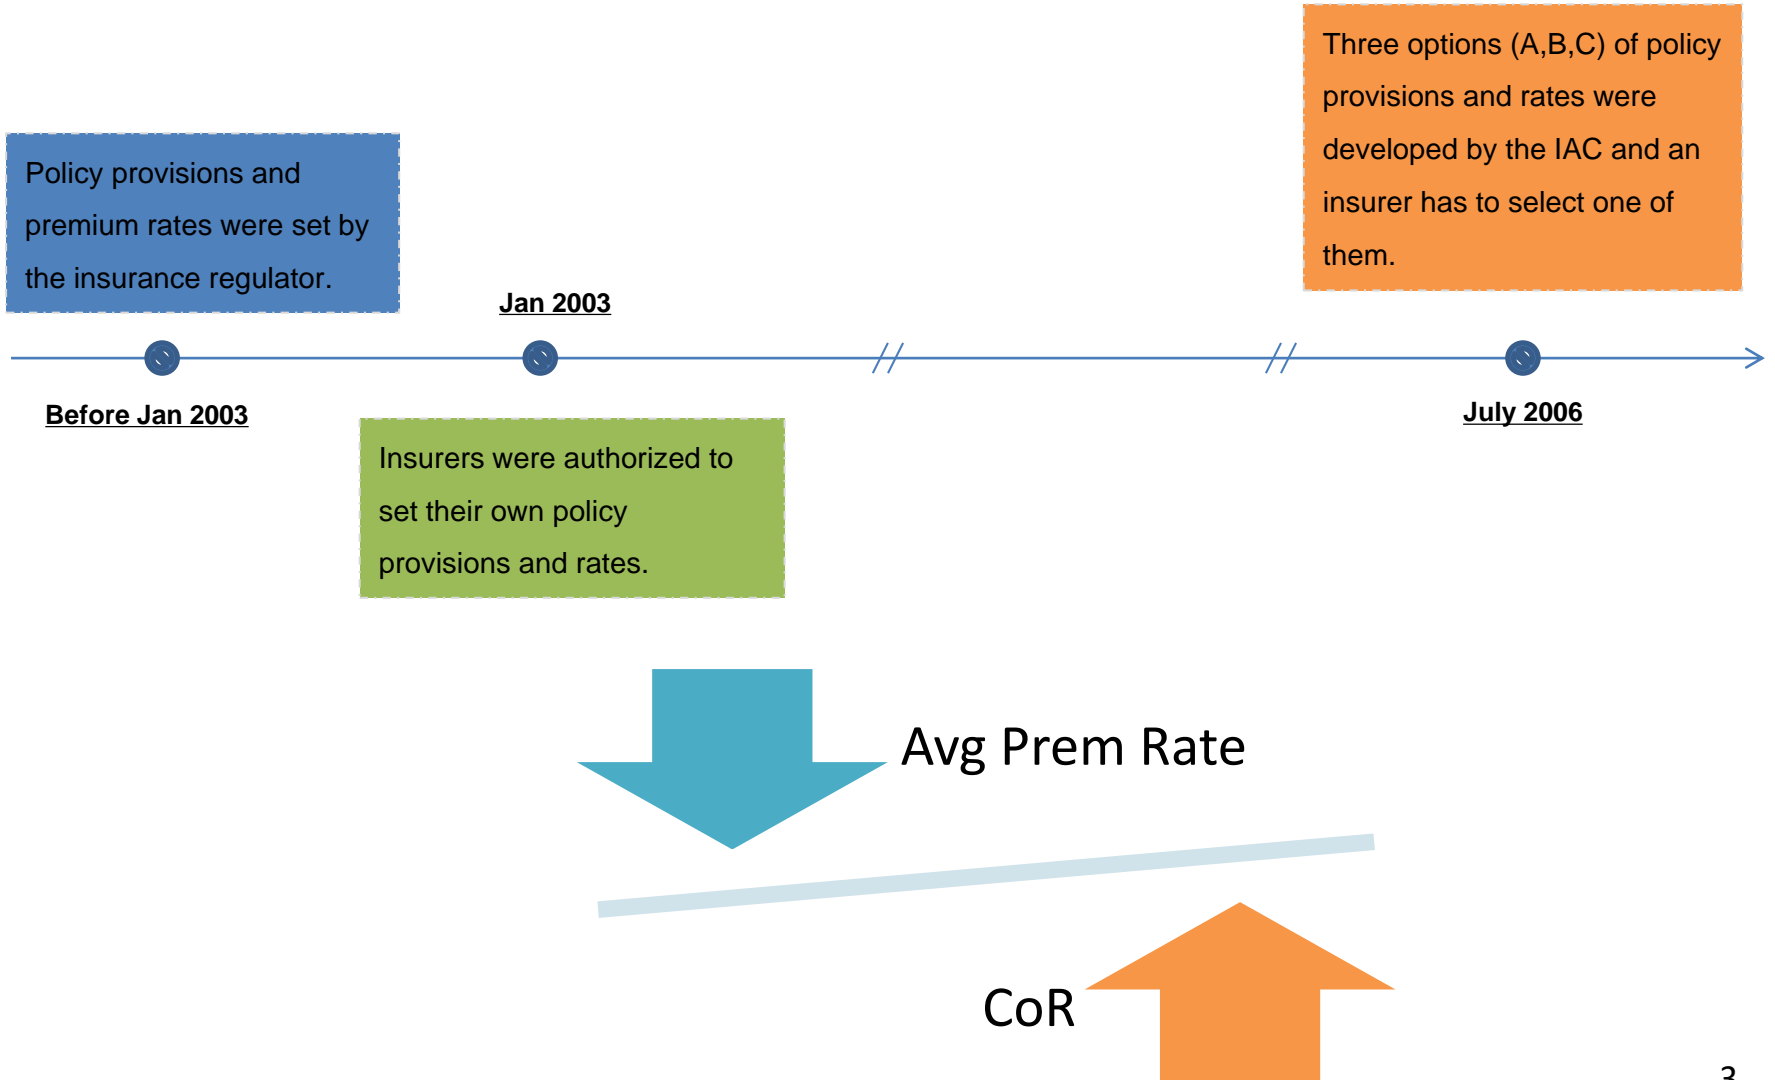 Three options (A,B,C) of policy
provisions and rates were
developed by the IAC and an
insurer has to select one of
them.
Policy provisions and
premium rates were set by
the insurance regulator.
Jan 2003
Before Jan 2003
July 2006
Insurers were authorized to
set their own policy
provisions and rates.
Avg Prem Rate
CoR
3